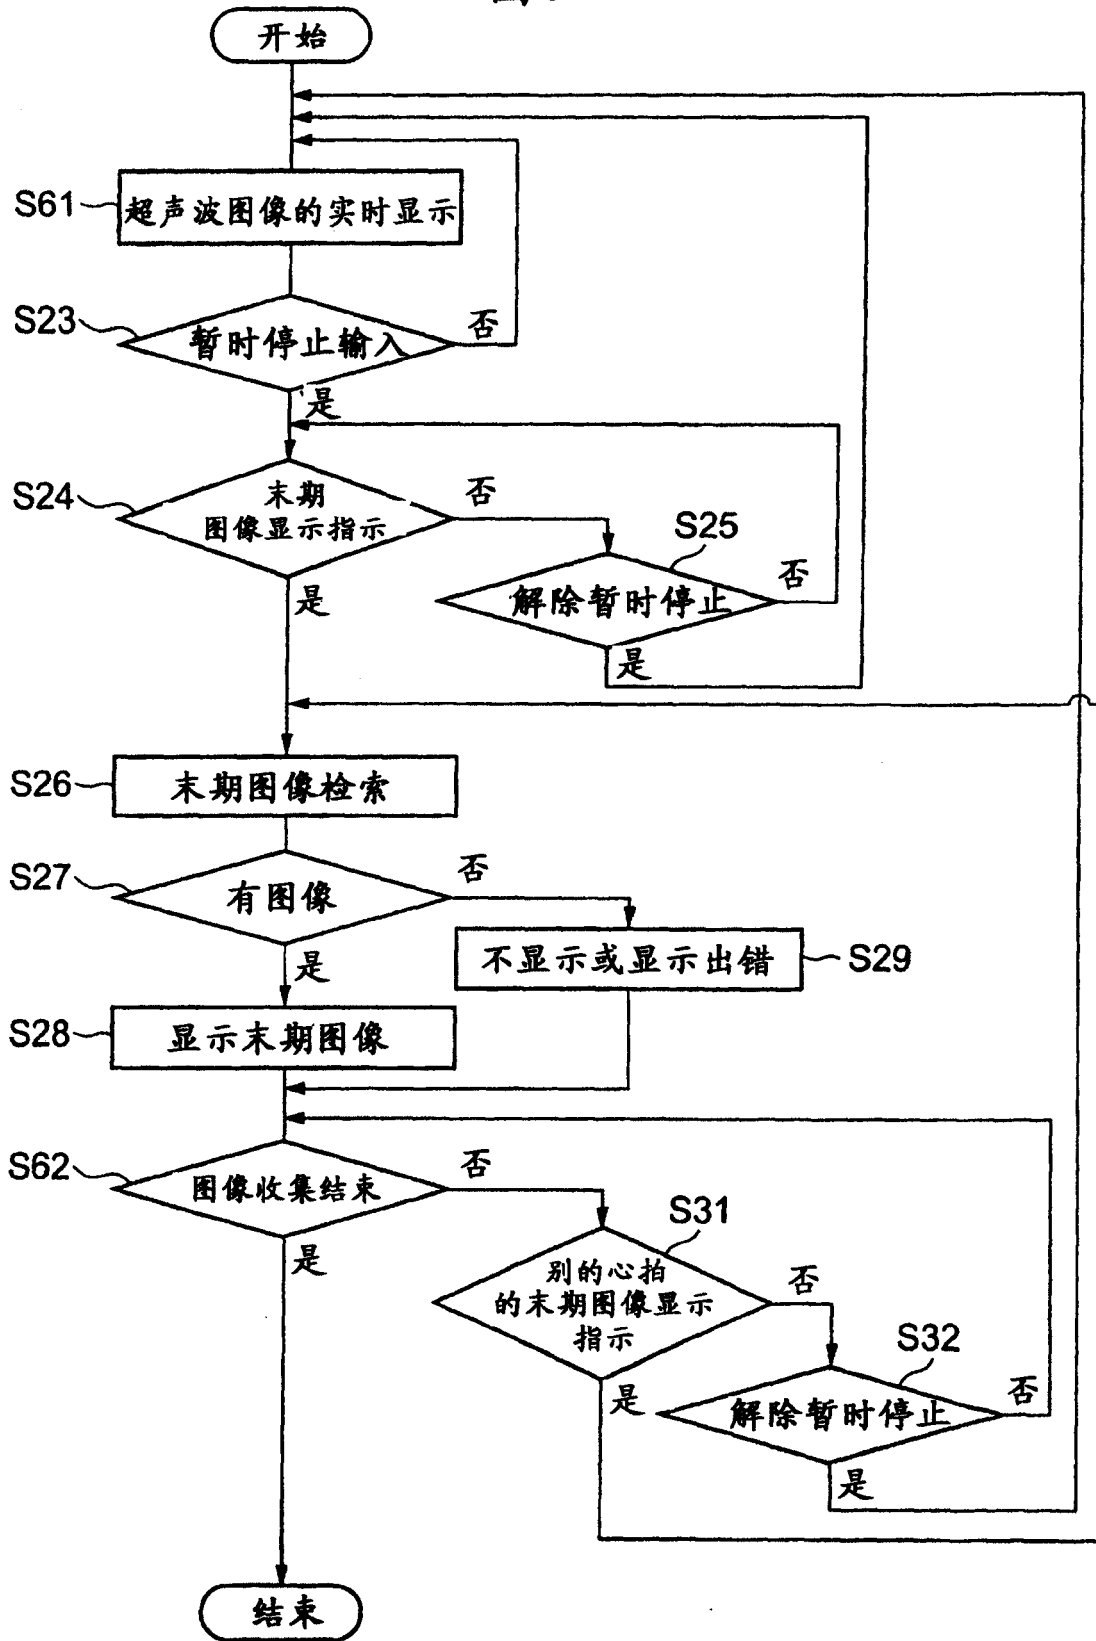 开始
S61
超声波图像的实时显示
S23
暂时停止输入
否
是
S24
末期
图像显示指示
否
是
S25
解除暂时停止
否
是
S26
末期图像检索
S27
有图像
否
是
不显示或显示出错
S29
S28
显示末期图像
S62
图像收集结束
否
是
S31
别的心拍
的末期图像显示
指示
否
是
S32
解除暂时停止
否
是
结束